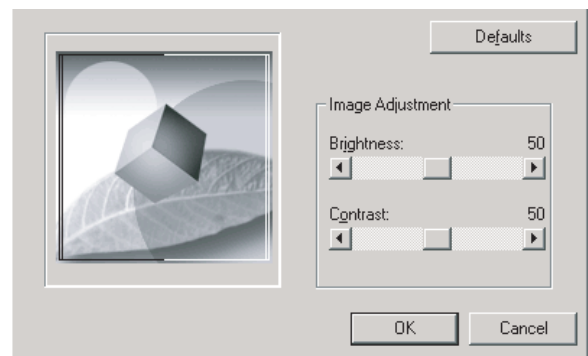 Defaults
Image Adjustment
Brightness: 50
Contrast: 50
OK Cancel